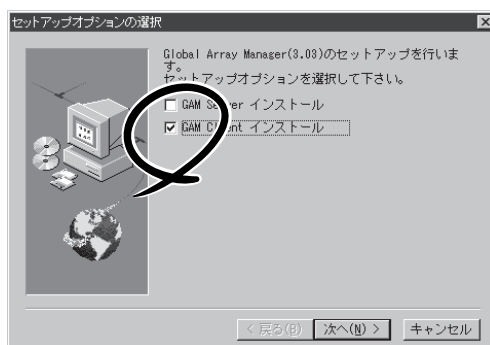 セットアップオプションの選択
Global Array Manager(3.03)のセットアップを行いま
す。
セットアップオプションを選択して下さい。
GAM Server インストール
GAM Client インストール
< 戻る(B)
次へ(N) >
キャンセル